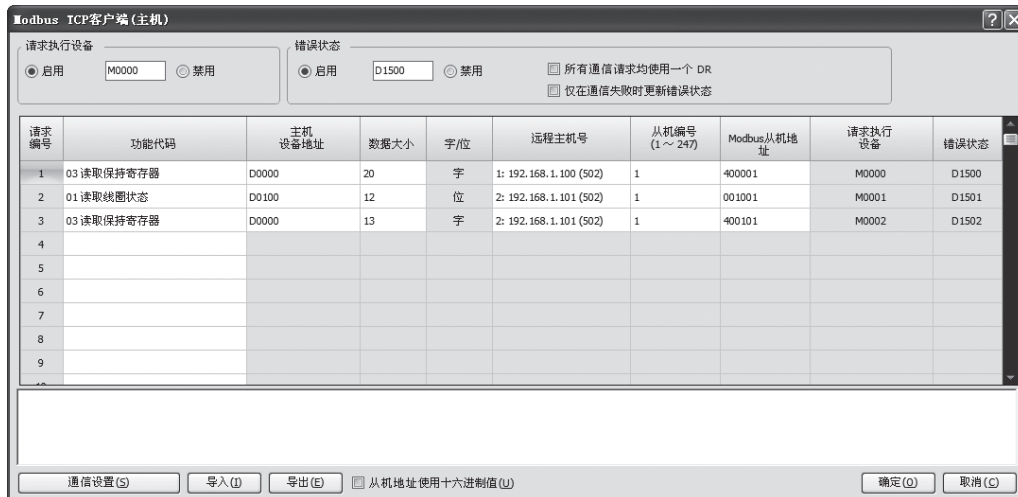 Modbus TCP客户端(主机)
请求执行设备
启用 M0000 禁用
错误状态
启用 D1500 禁用
所有通信请求均使用一个 DR
仅在通信失败时更新错误状态
请求编号 功能代码 主机设备地址 数据大小 字/位 远程主机号 从机编号(1～247) Modbus从机地址 请求执行设备 错误状态
1 03 读取保持寄存器 D0000 20 字 1: 192.168.1.100 (502) 1 400001 M0000 D1500
2 01 读取线圈状态 D0100 12 位 2: 192.168.1.101 (502) 1 001001 M0001 D1501
3 03 读取保持寄存器 D0000 13 字 2: 192.168.1.101 (502) 1 400101 M0002 D1502
4
5
6
7
8
9
通信设置(S) 导入(I) 导出(E) 从机地址使用十六进制值(U) 确定(O) 取消(C)